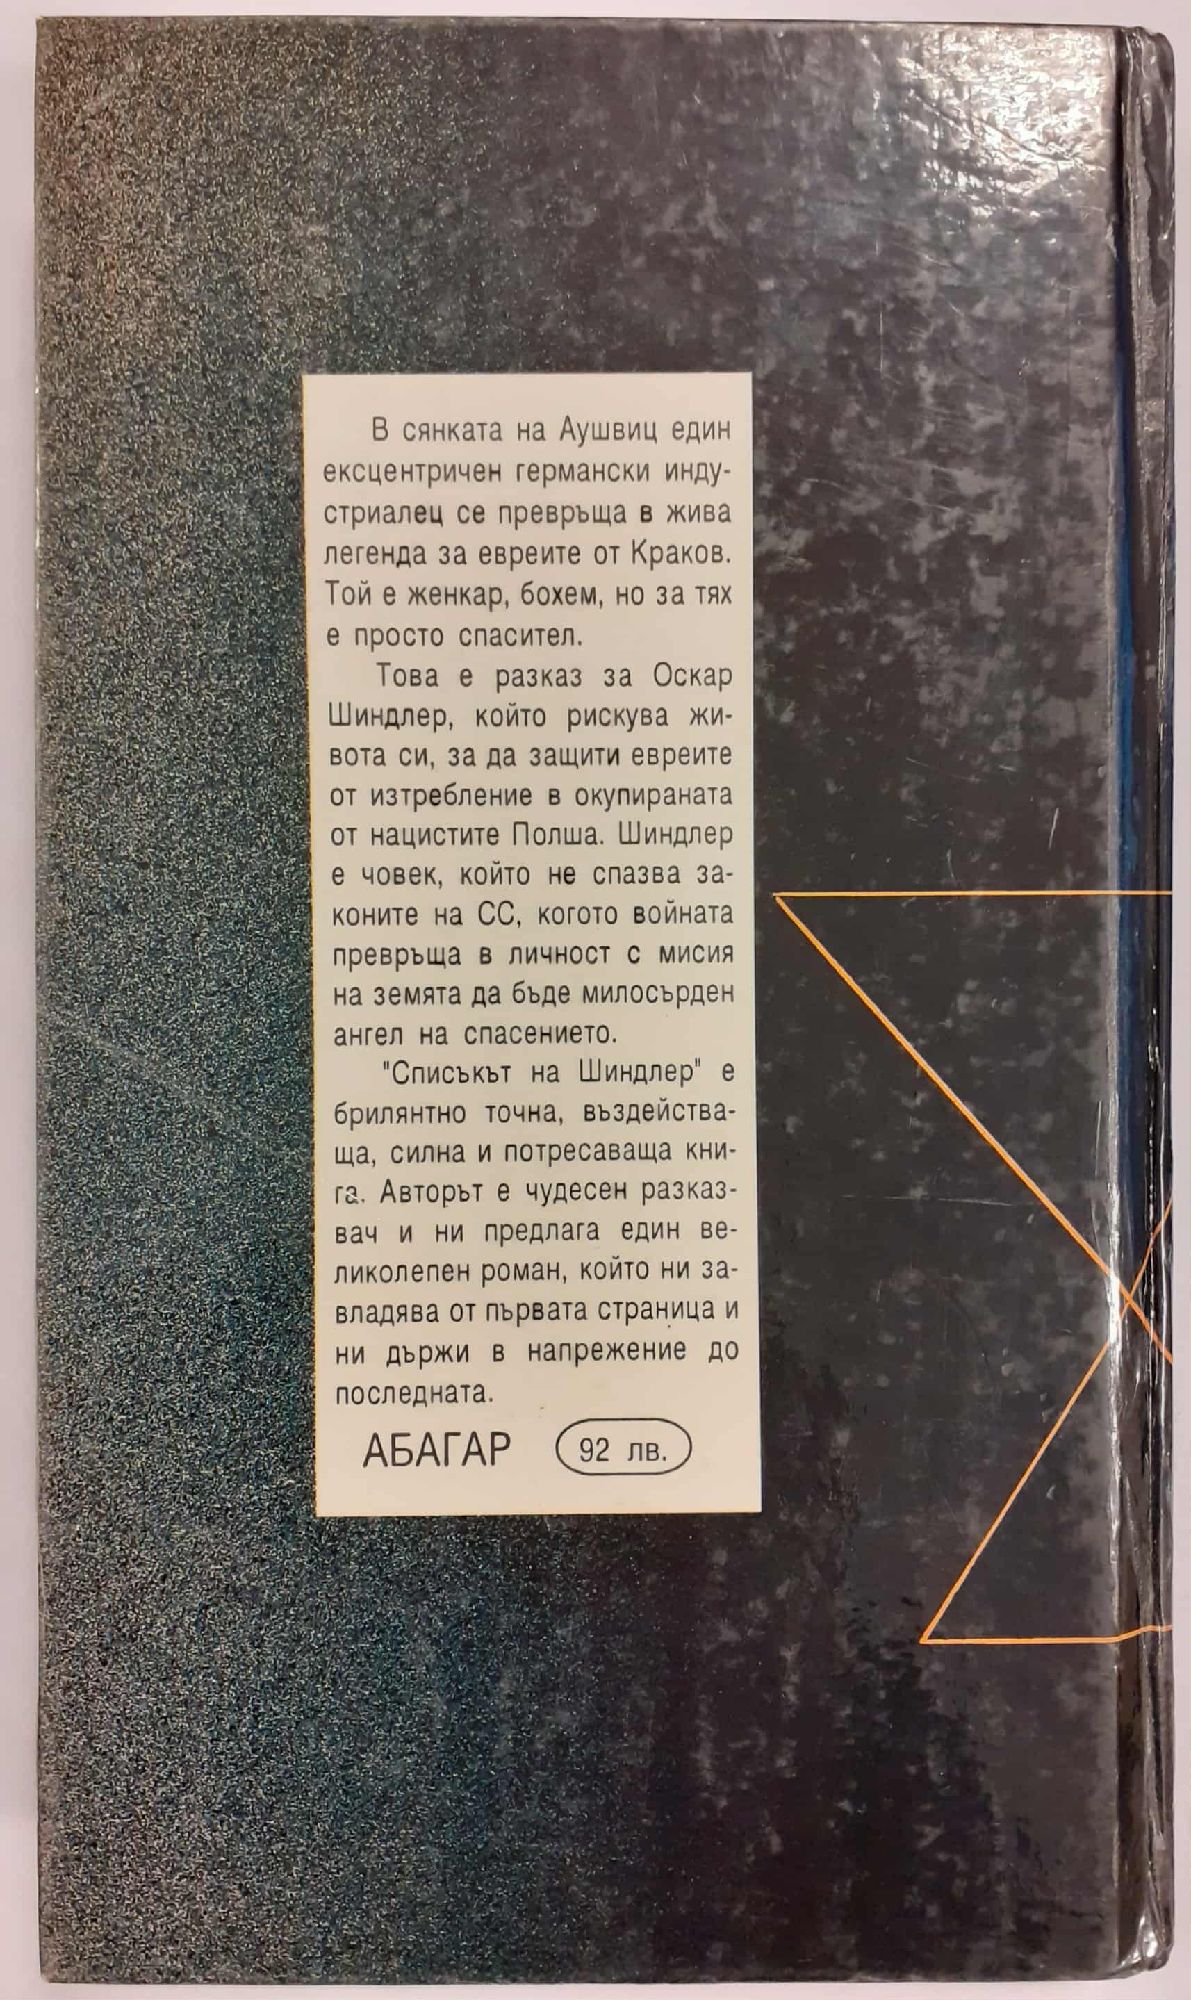 В сянката на Аушвиц един
ексцентричен германски инду-
стриалец се превръща в жива
легенда за евреите от Краков.
Той е женкар, бохем, но за тях
е просто спасител.
Това е разказ за Оскар
Шиндлер, който рискува жи-
вота си, за да защити евреите
от изтребление в окупираната
от нацистите Полша. Шиндлер
е човек, който не спазва за-
коните на СС, когото войната
превръща в личност с мисия
на земята да бъде милосърден
ангел на спасението.
"Списъкът на Шиндлер" е
брилянтно точна, въздейства-
ща, силна и потресаваща кни-
га. Авторът е чудесен разказ-
вач и ни предлага един ве-
ликолепен роман, който ни за-
владява от първата страница и
ни държи в напрежение до
последната.
АБАГАР 92 лв.